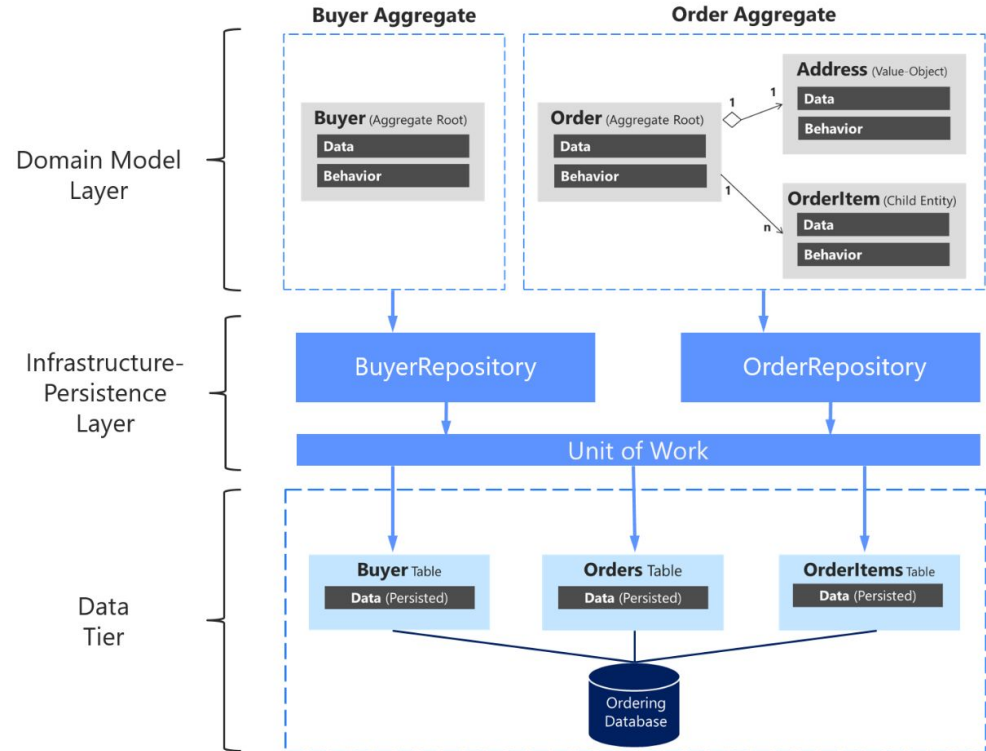 Buyer Aggregate
Order Aggregate
Domain Model
Layer
Buyer (Aggregate Root)
Data
Behavior
Order (Aggregate Root)
Data
Behavior
1
1
1
n
Address (Value-Object)
Data
Behavior
OrderItem (Child Entity)
Data
Behavior
Infrastructure-
Persistence
Layer
BuyerRepository
OrderRepository
Unit of Work
Data
Tier
Buyer Table
Data (Persisted)
Orders Table
Data (Persisted)
OrderItems Table
Data (Persisted)
Ordering
Database